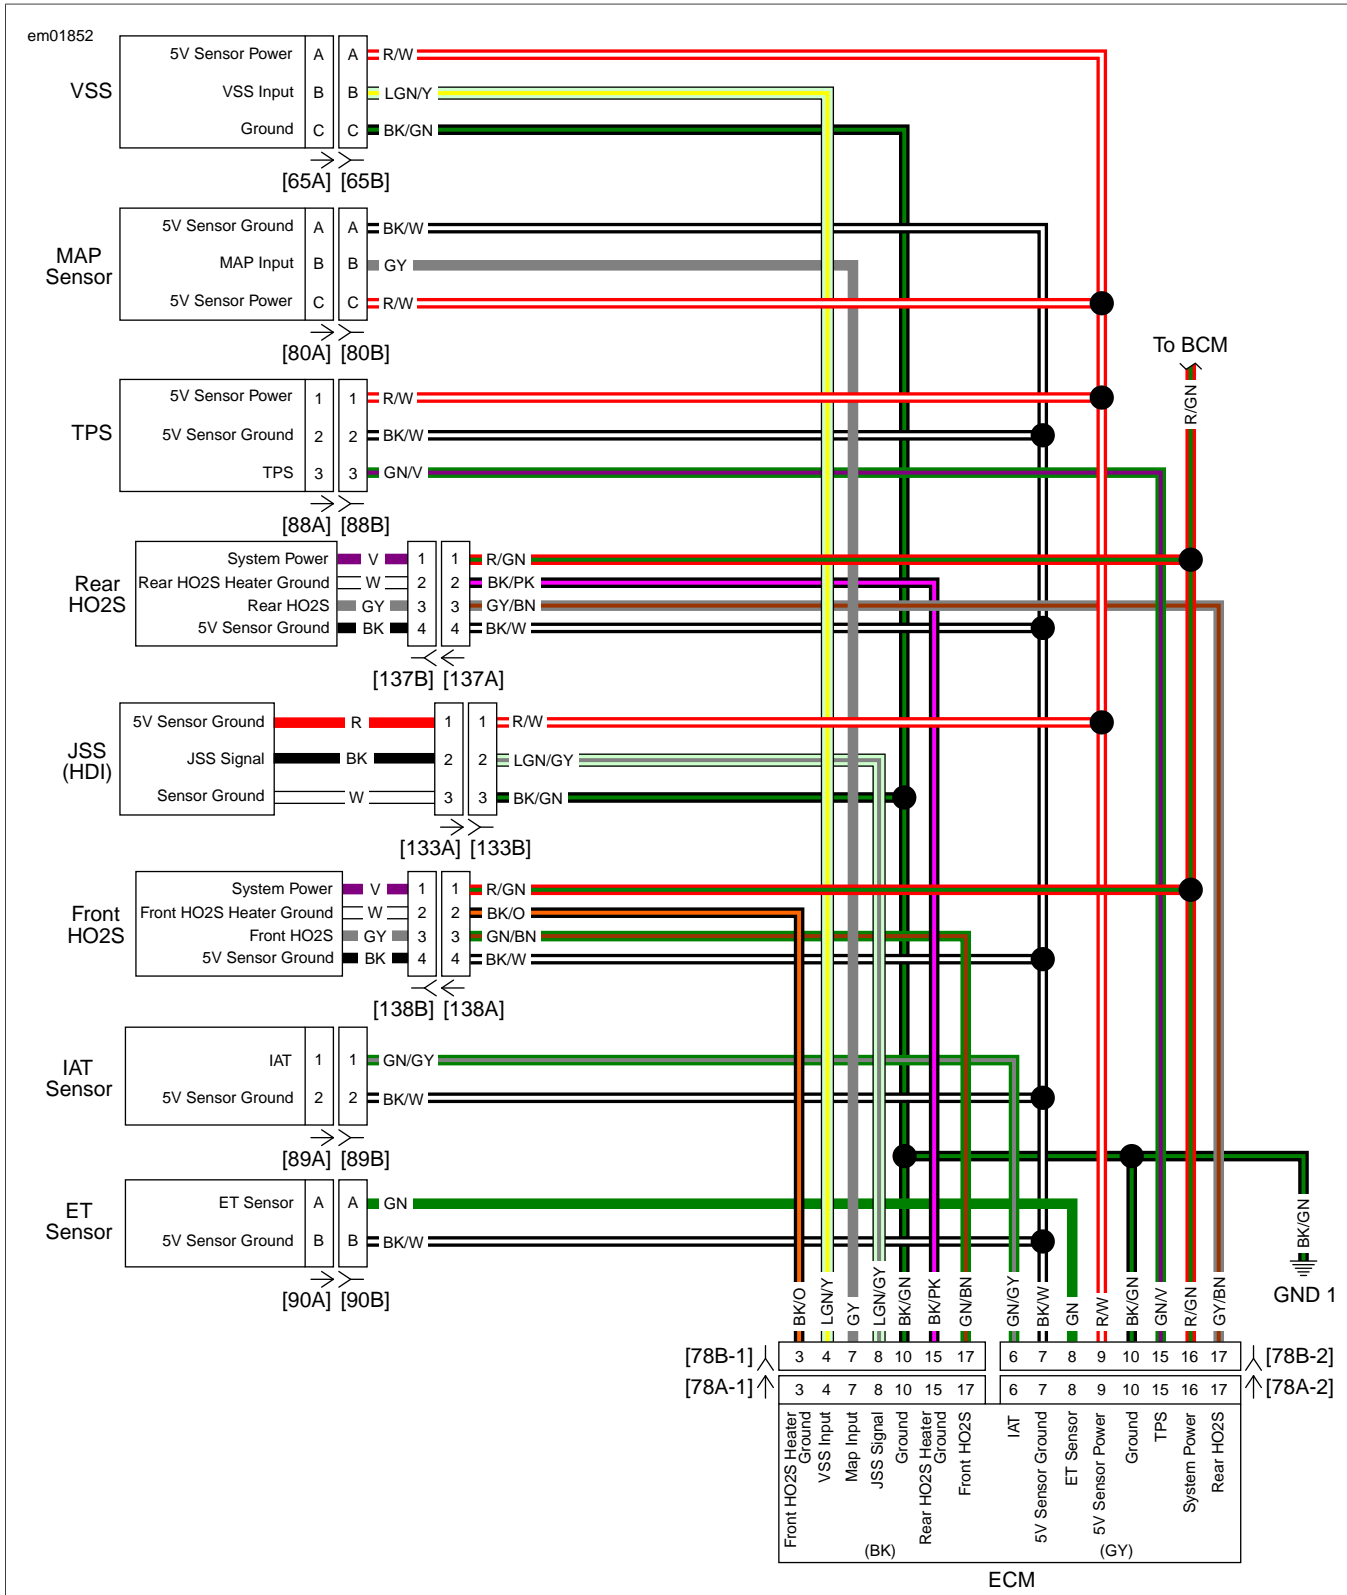 em01852
VSS
5V Sensor Power A A R/W
VSS Input B B LGN/Y
Ground C C BK/GN
[65A] [65B]
MAP
Sensor
5V Sensor Ground A A BK/W
MAP Input B B GY
5V Sensor Power C C R/W
[80A] [80B]
To BCM
R/GN
TPS
5V Sensor Power 1 1 R/W
5V Sensor Ground 2 2 BK/W
TPS 3 3 GN/V
[88A] [88B]
Rear
HO2S
System Power V 1 1 R/GN
Rear HO2S Heater Ground W 2 2 BK/PK
Rear HO2S GY 3 3 GY/BN
5V Sensor Ground BK 4 4 BK/W
[137B] [137A]
JSS
(HDI)
5V Sensor Ground R 1 1 R/W
JSS Signal BK 2 2 LGN/GY
Sensor Ground W 3 3 BK/GN
[133A] [133B]
Front
HO2S
System Power V 1 1 R/GN
Front HO2S Heater Ground W 2 2 BK/O
Front HO2S GY 3 3 GN/BN
5V Sensor Ground BK 4 4 BK/W
[138B] [138A]
IAT
Sensor
IAT 1 1 GN/GY
5V Sensor Ground 2 2 BK/W
[89A] [89B]
ET
Sensor
ET Sensor A A GN
5V Sensor Ground B B BK/W
[90A] [90B]
BK/GN
GND 1
BK/O LGN/Y GY LGN/GY BK/GN BK/PK GN/BN GN/GY BK/W GN R/W BK/GN GN/V R/GN GY/BN
[78B-1] 3 4 7 8 10 15 17 6 7 8 9 10 15 16 17 [78B-2]
[78A-1] 3 4 7 8 10 15 17 6 7 8 9 10 15 16 17 [78A-2]
Front HO2S Heater
Ground
VSS Input
Map Input
JSS Signal
Ground
Rear HO2S Heater
Ground
Front HO2S
IAT
5V Sensor Ground
ET Sensor
5V Sensor Power
Ground
TPS
System Power
Rear HO2S
(BK) (GY)
ECM